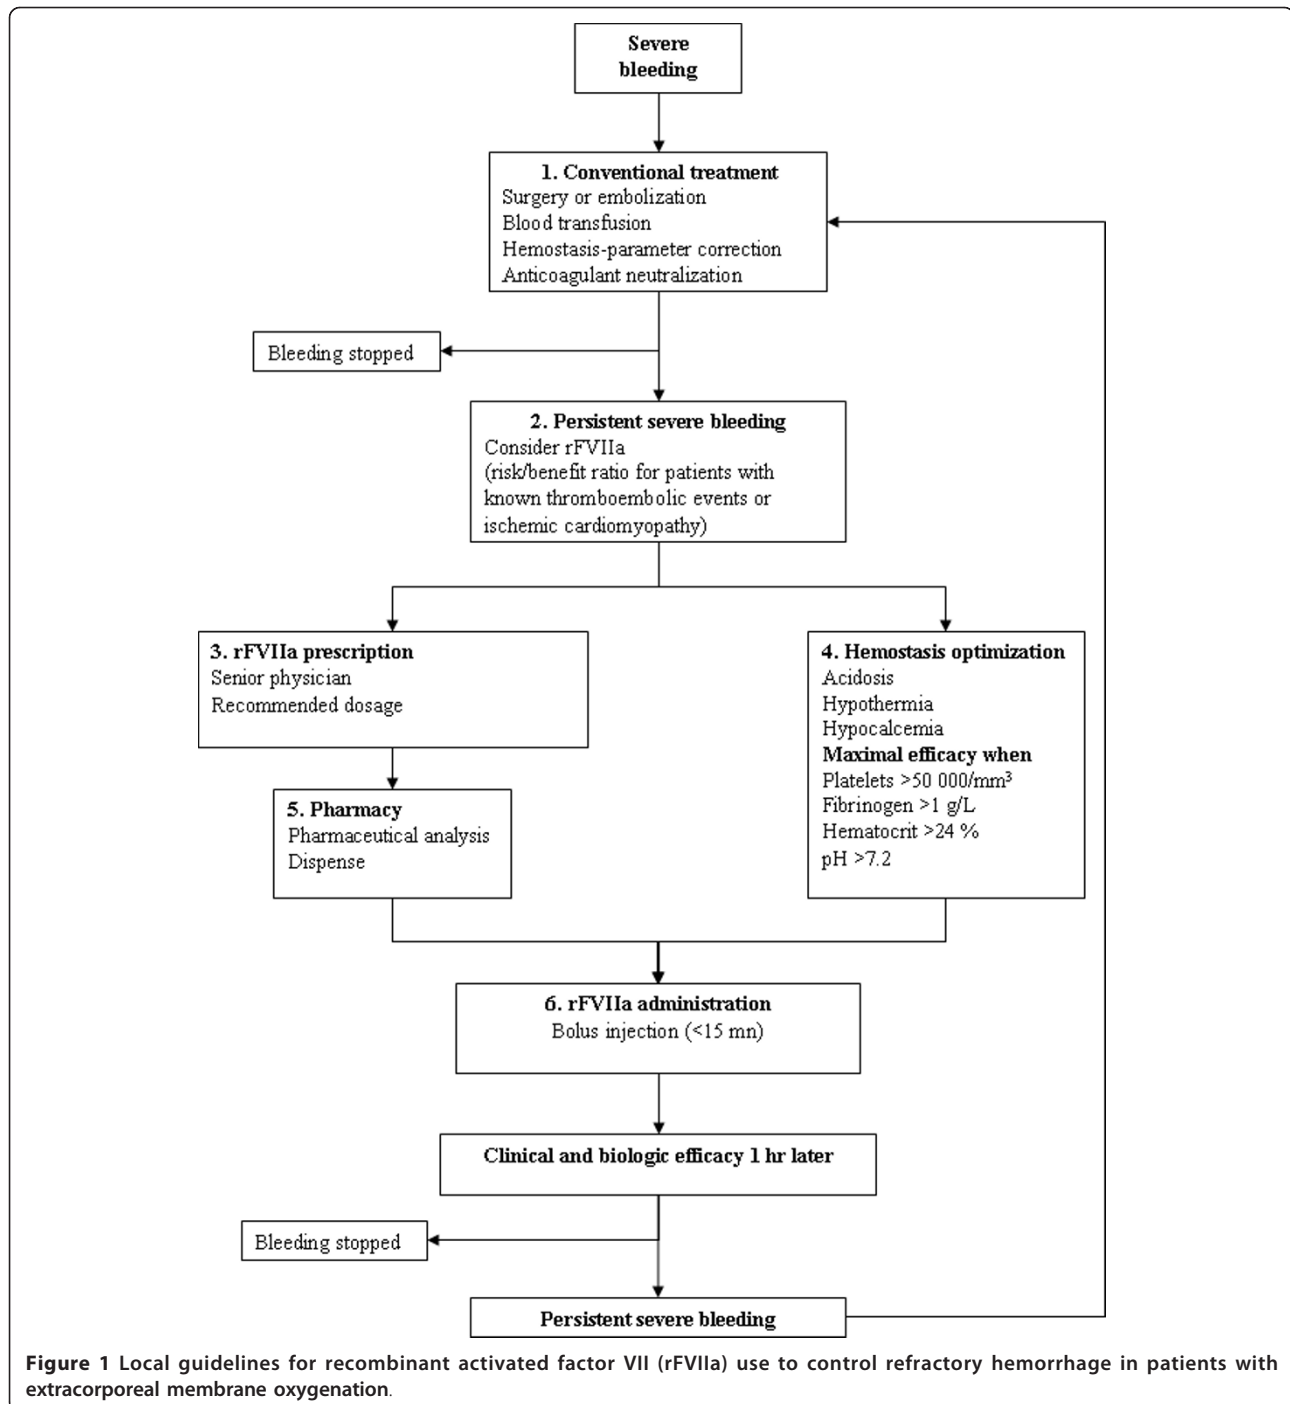 Severe
bleeding
1. Conventional treatment
Surgery or embolization
Blood transfusion
Hemostasis-parameter correction
Anticoagulant neutralization
Bleeding stopped
2. Persistent severe bleeding
Consider rFVIIa
(risk/benefit ratio for patients with
known thromboembolic events or
ischemic cardiomyopathy)
3. rFVIIa prescription
Senior physician
Recommended dosage
4. Hemostasis optimization
Acidosis
Hypothermia
Hypocalcemia
Maximal efficacy when
Platelets >50 000/mm³
Fibrinogen >1 g/L
Hematocrit >24 %
pH >7.2
5. Pharmacy
Pharmaceutical analysis
Dispense
6. rFVIIa administration
Bolus injection (<15 mn)
Clinical and biologic efficacy 1 hr later
Bleeding stopped
Persistent severe bleeding
Figure 1 Local guidelines for recombinant activated factor VII (rFVIIa) use to control refractory hemorrhage in patients with
extracorporeal membrane oxygenation.